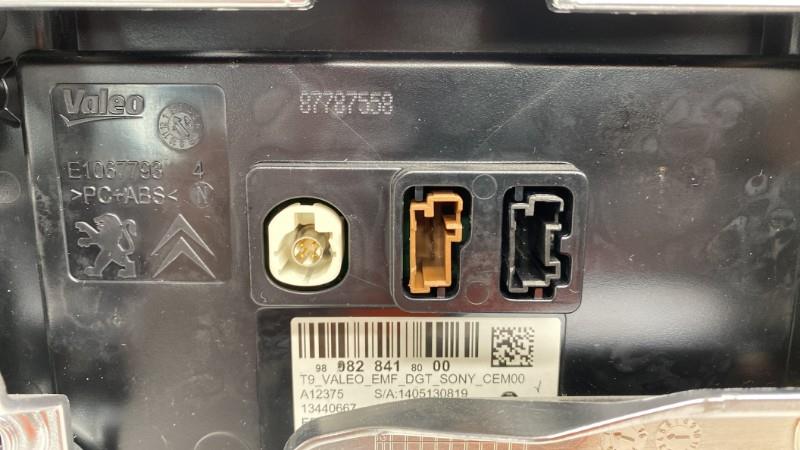 Valeo
87787558
E1067793 4
>PC+ABS< N
98 082 841 80 00
T9_VALEO_EMF_DGT_SONY_CEM00
A12375 S/A:1405130819
13440667